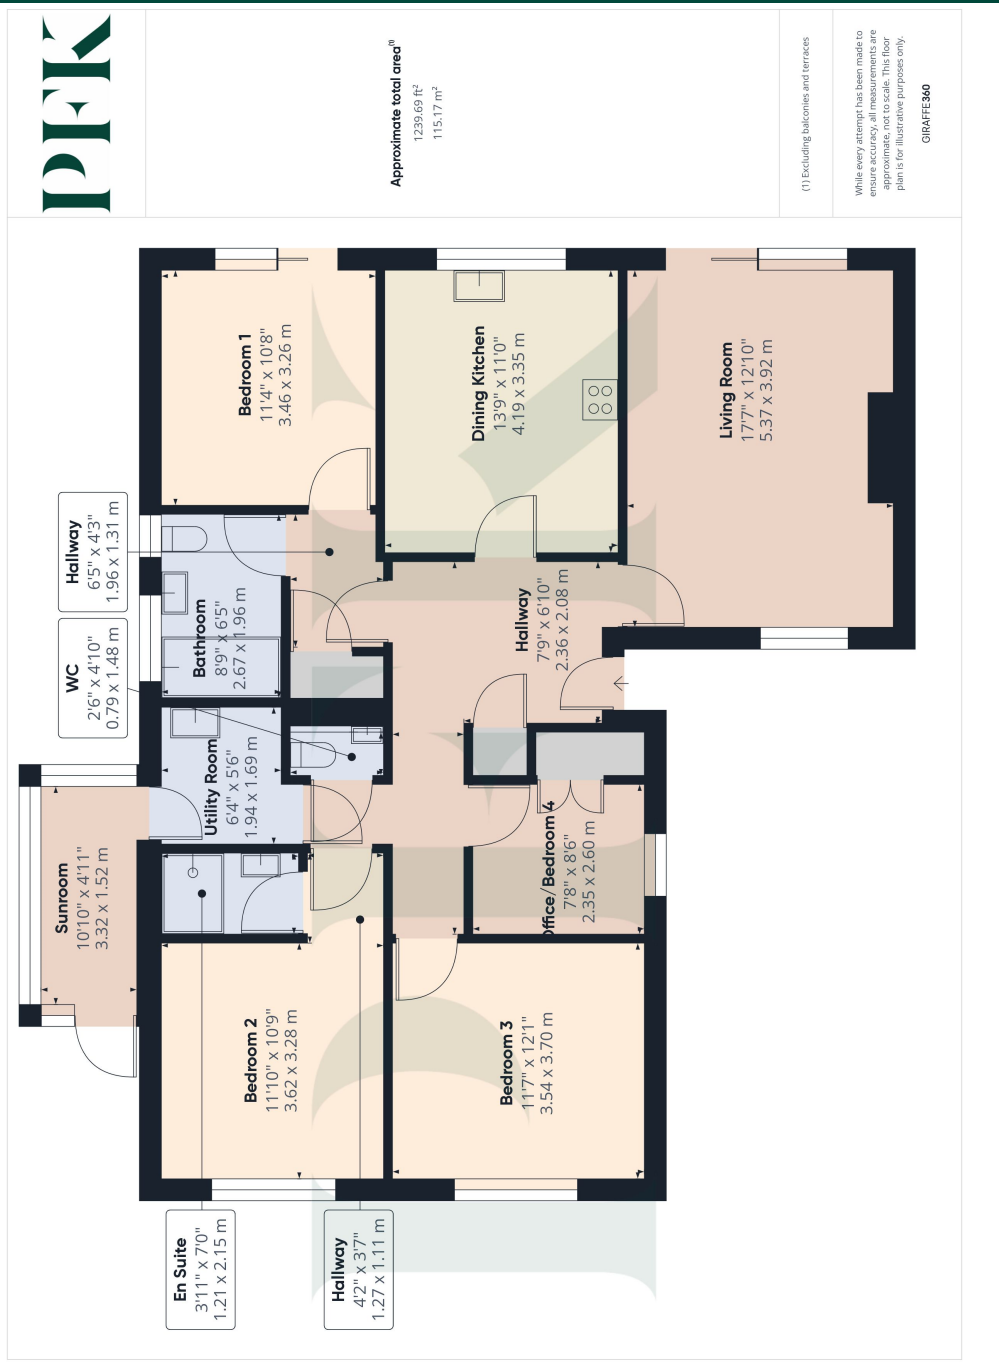 PFK
Approximate total area(1)
1239.69 ft²
115.17 m²
(1) Excluding balconies and terraces
While every attempt has been made to
ensure accuracy, all measurements are
approximate, not to scale. This floor
plan is for illustrative purposes only.
GIRAFFE360
Sunroom
10'10" x 4'11"
3.32 x 1.52 m
WC
2'6" x 4'10"
0.79 x 1.48 m
Hallway
6'5" x 4'3"
1.96 x 1.31 m
En Suite
3'11" x 7'0"
1.21 x 2.15 m
Utility Room
6'4" x 5'6"
1.94 x 1.69 m
Bathroom
8'9" x 6'5"
2.67 x 1.96 m
Bedroom 1
11'4" x 10'8"
3.46 x 3.26 m
Bedroom 2
11'10" x 10'9"
3.62 x 3.28 m
Hallway
4'2" x 3'7"
1.27 x 1.11 m
Dining Kitchen
13'9" x 11'0"
4.19 x 3.35 m
Bedroom 3
11'7" x 12'1"
3.54 x 3.70 m
Hallway
7'9" x 6'10"
2.36 x 2.08 m
Office/Bedroom 4
7'8" x 8'6"
2.35 x 2.60 m
Living Room
17'7" x 12'10"
5.37 x 3.92 m